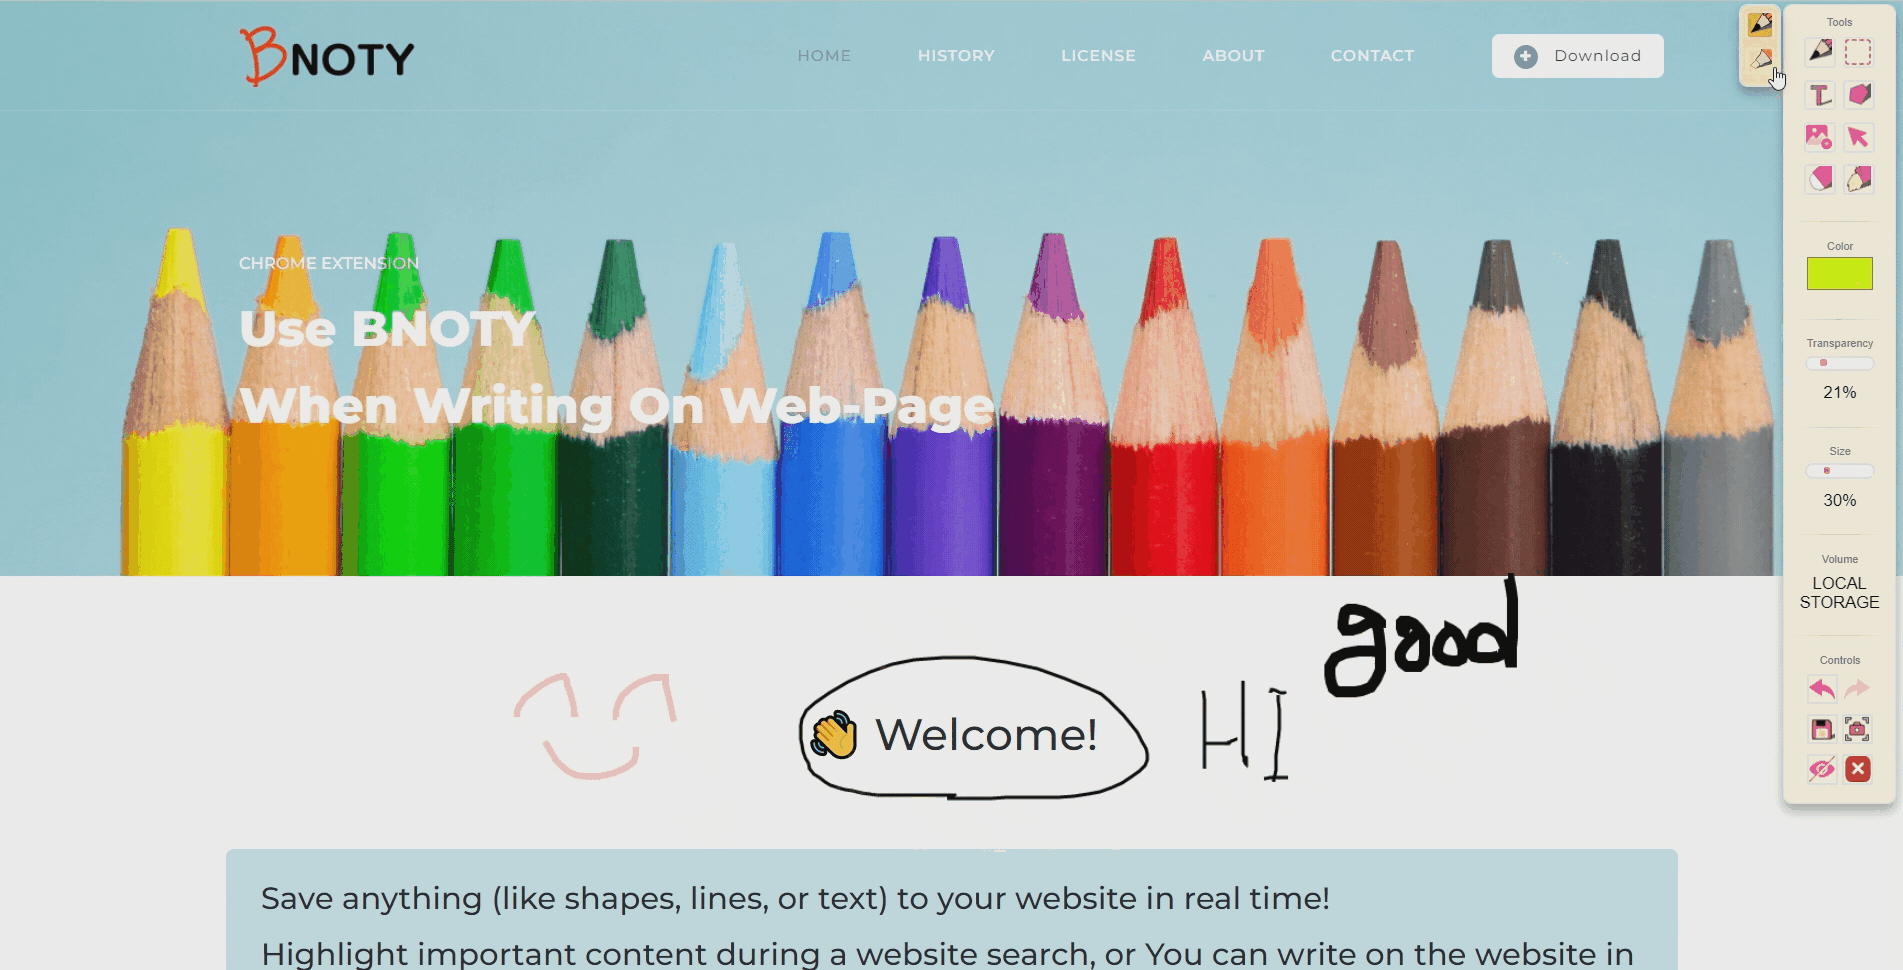 BNOTY
HOME HISTORY LICENSE ABOUT CONTACT Download
CHROME EXTENSION
Use BNOTY
When Writing On Web-Page
good
Welcome! HI
Save anything (like shapes, lines, or text) to your website in real time!
Highlight important content during a website search, or You can write on the website in
Tools
T
Color
Transparency
21%
Size
30%
Volume
LOCAL
STORAGE
Controls